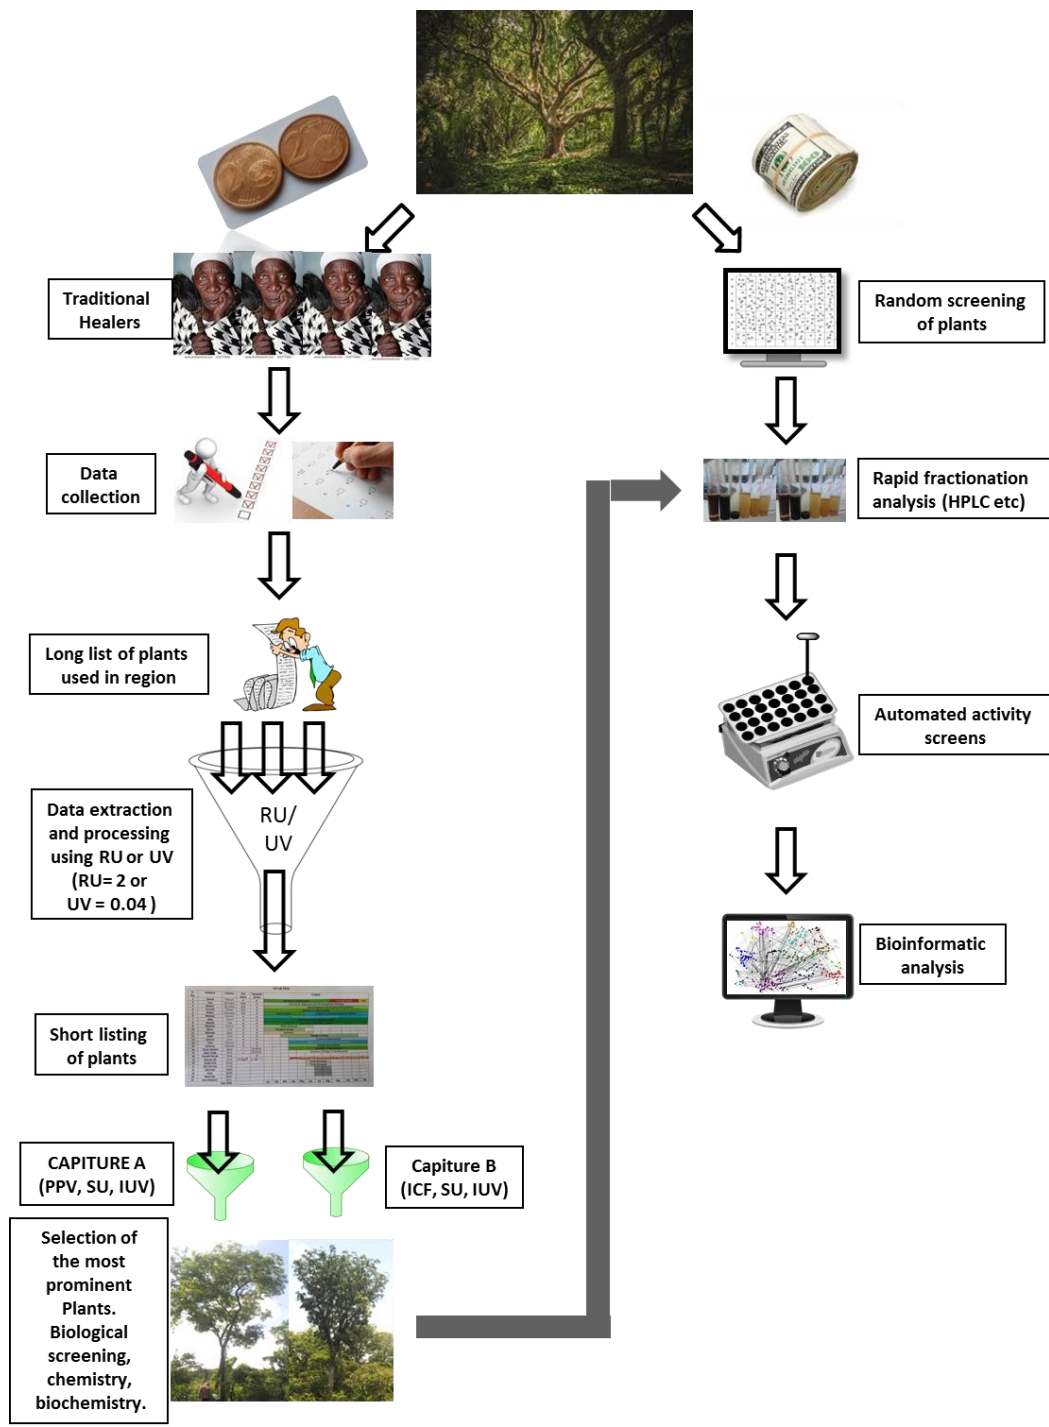 Traditional
Healers
Random screening
of plants
Data
collection
Rapid fractionation
analysis (HPLC etc)
Long list of plants
used in region
Automated activity
screens
Data extraction
and processing
using RU or UV
(RU= 2 or
UV = 0.04 )
RU/
UV
Bioinformatic
analysis
Short listing
of plants
CAPITURE A
(PPV, SU, IUV)
Capiture B
(ICF, SU, IUV)
Selection of
the most
prominent
Plants.
Biological
screening,
chemistry,
biochemistry.